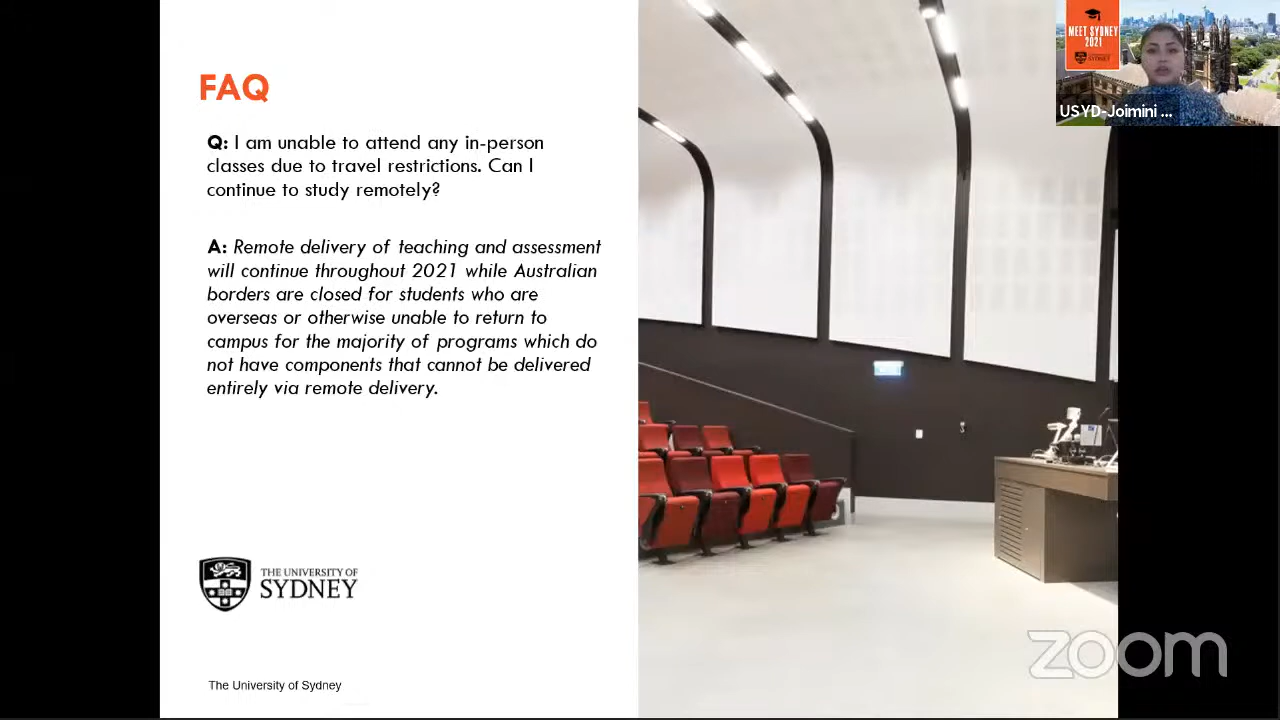 FAQ
Q: I am unable to attend any in-person
classes due to travel restrictions. Can I
continue to study remotely?
A: Remote delivery of teaching and assessment
will continue throughout 2021 while Australian
borders are closed for students who are
overseas or otherwise unable to return to
campus for the majority of programs which do
not have components that cannot be delivered
entirely via remote delivery.
THE UNIVERSITY OF
SYDNEY
The University of Sydney
MEET SYDNEY
2021
SYDNEY
USYD-Joimini ...
zoom